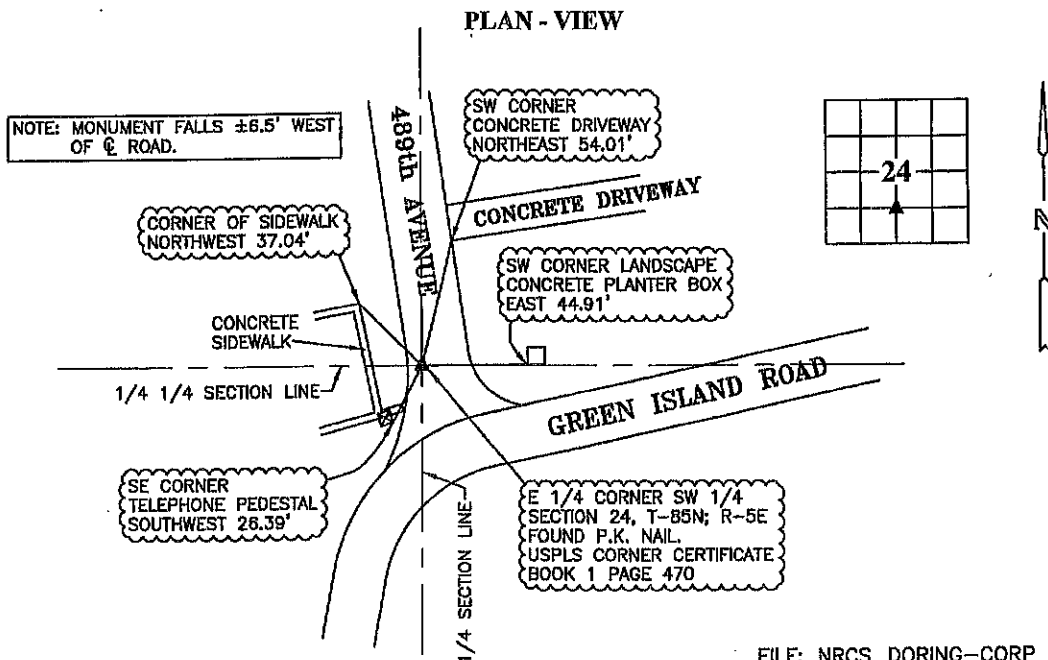 PLAN - VIEW
NOTE: MONUMENT FALLS ±6.5' WEST
OF ℄ ROAD.
489th AVENUE
SW CORNER
CONCRETE DRIVEWAY
NORTHEAST 54.01'
CONCRETE DRIVEWAY
24
N
CORNER OF SIDEWALK
NORTHWEST 37.04'
SW CORNER LANDSCAPE
CONCRETE PLANTER BOX
EAST 44.91'
CONCRETE
SIDEWALK
1/4 1/4 SECTION LINE
GREEN ISLAND ROAD
SE CORNER
TELEPHONE PEDESTAL
SOUTHWEST 26.39'
E 1/4 CORNER SW 1/4
SECTION 24, T-85N; R-5E
FOUND P.K. NAIL.
USPLS CORNER CERTIFICATE
BOOK 1 PAGE 470
1/4 SECTION LINE
FILE: NRCS DORING-CORP